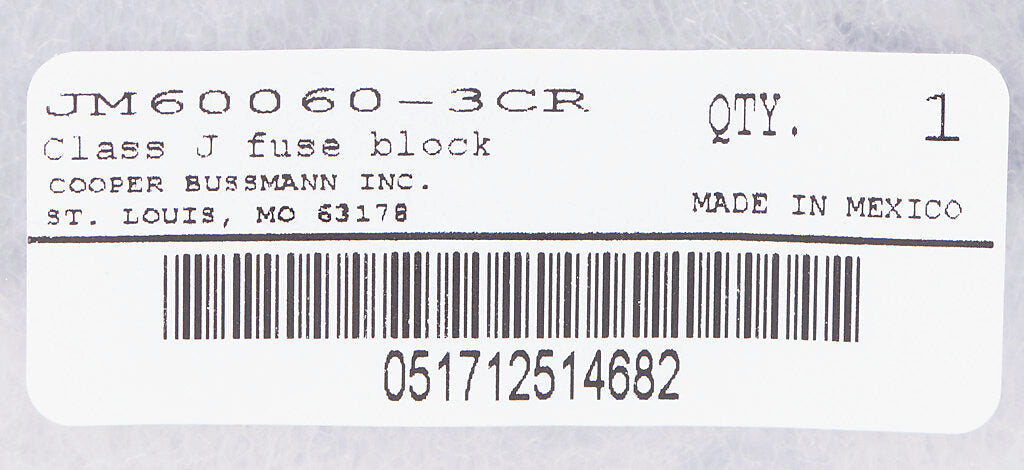 JM60060-3CR
Class J fuse block
COOPER BUSSMANN INC.
ST. LOUIS, MO 63178
QTY. 1
MADE IN MEXICO
051712514682